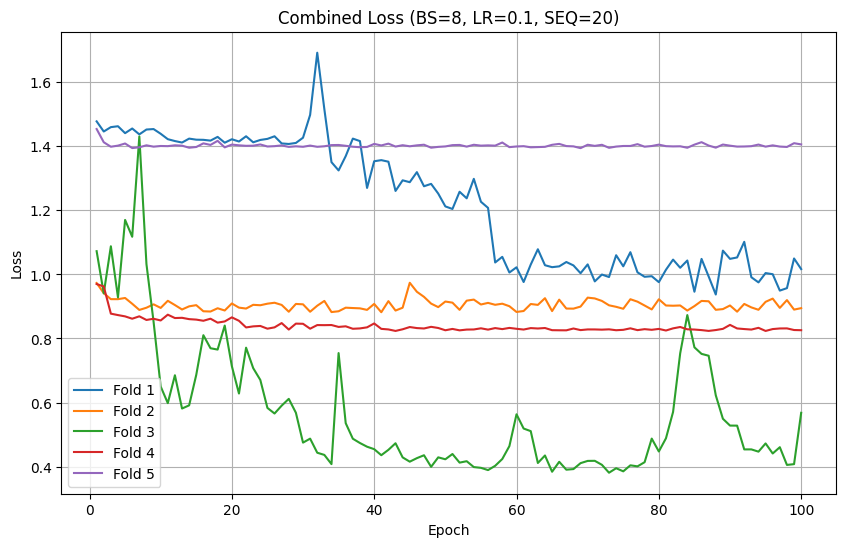 Combined Loss (BS=8, LR=0.1, SEQ=20)
Loss
1.6
1.4
1.2
1.0
0.8
0.6
0.4
Fold 1
Fold 2
Fold 3
Fold 4
Fold 5
0 20 40 60 80 100
Epoch